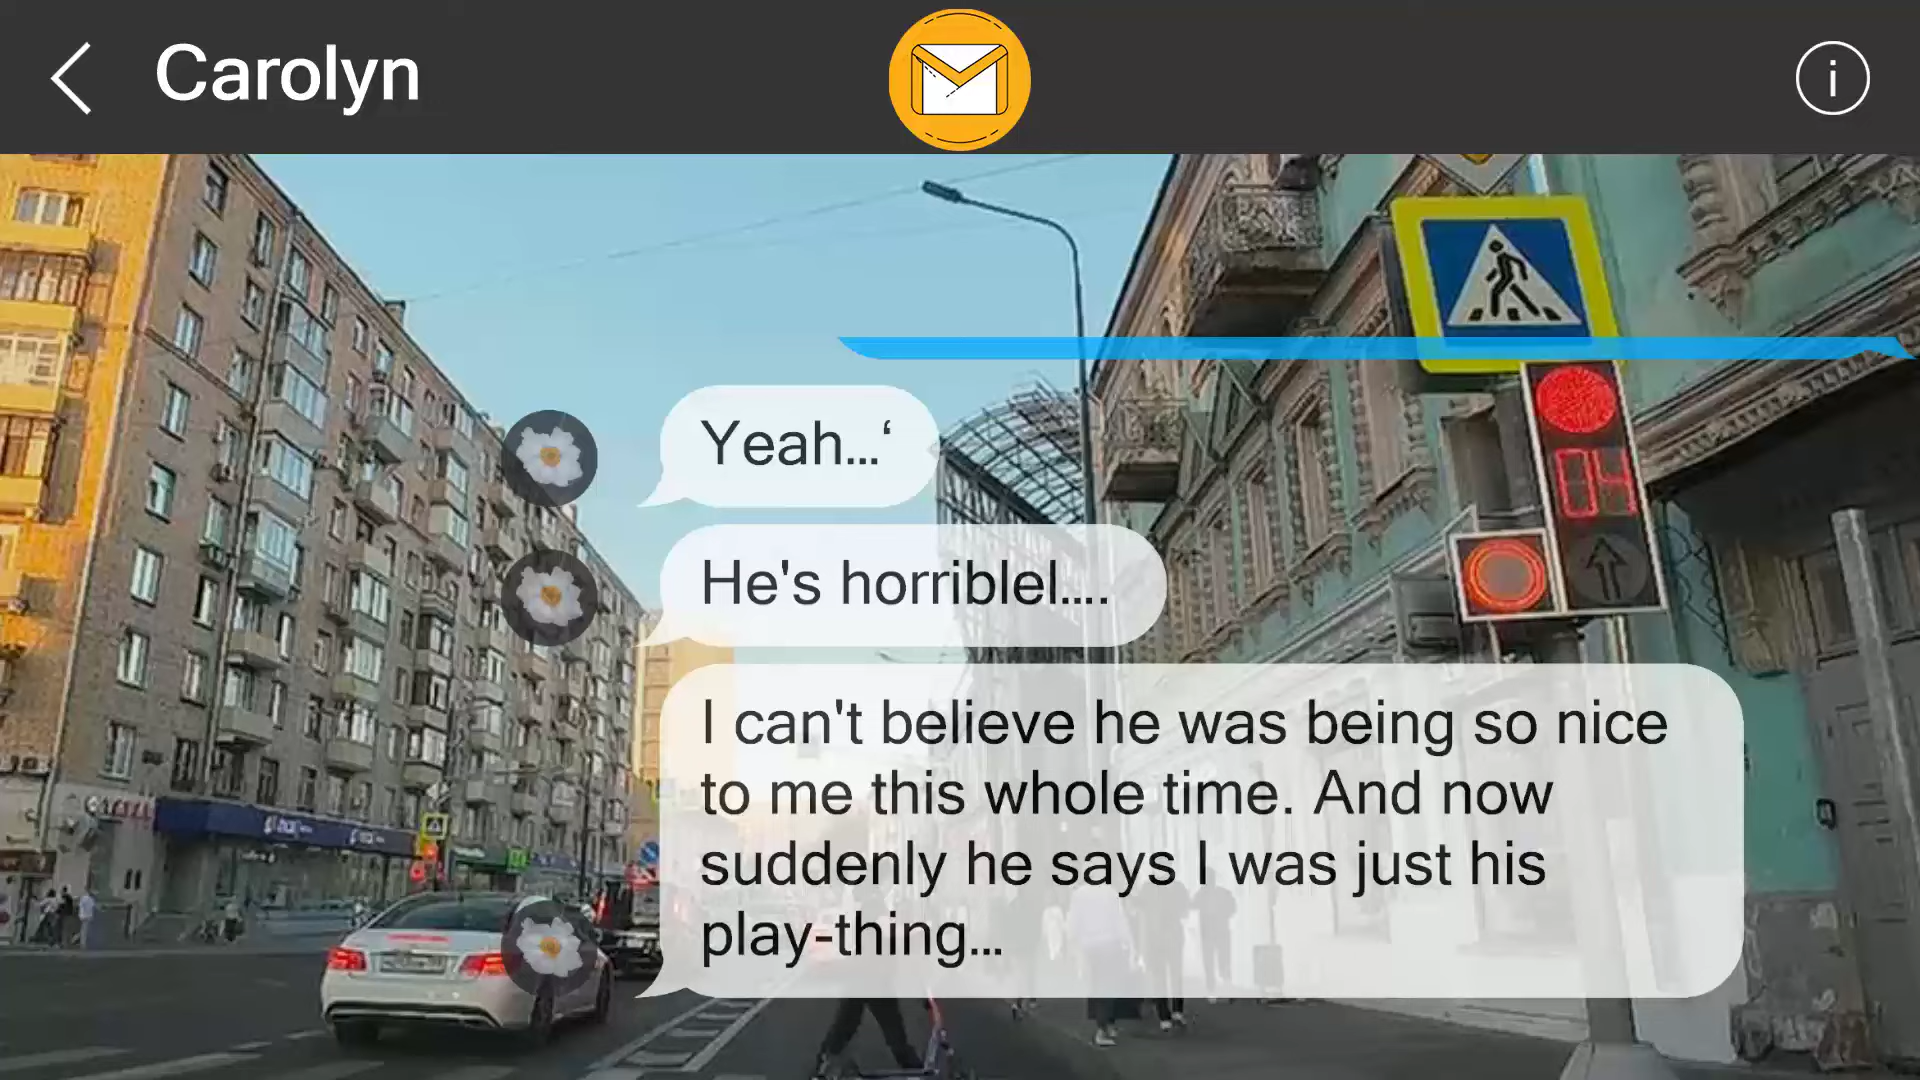 Carolyn
i
Yeah...‘
He's horriblel....
04
I can't believe he was being so nice
to me this whole time. And now
suddenly he says I was just his
play-thing...